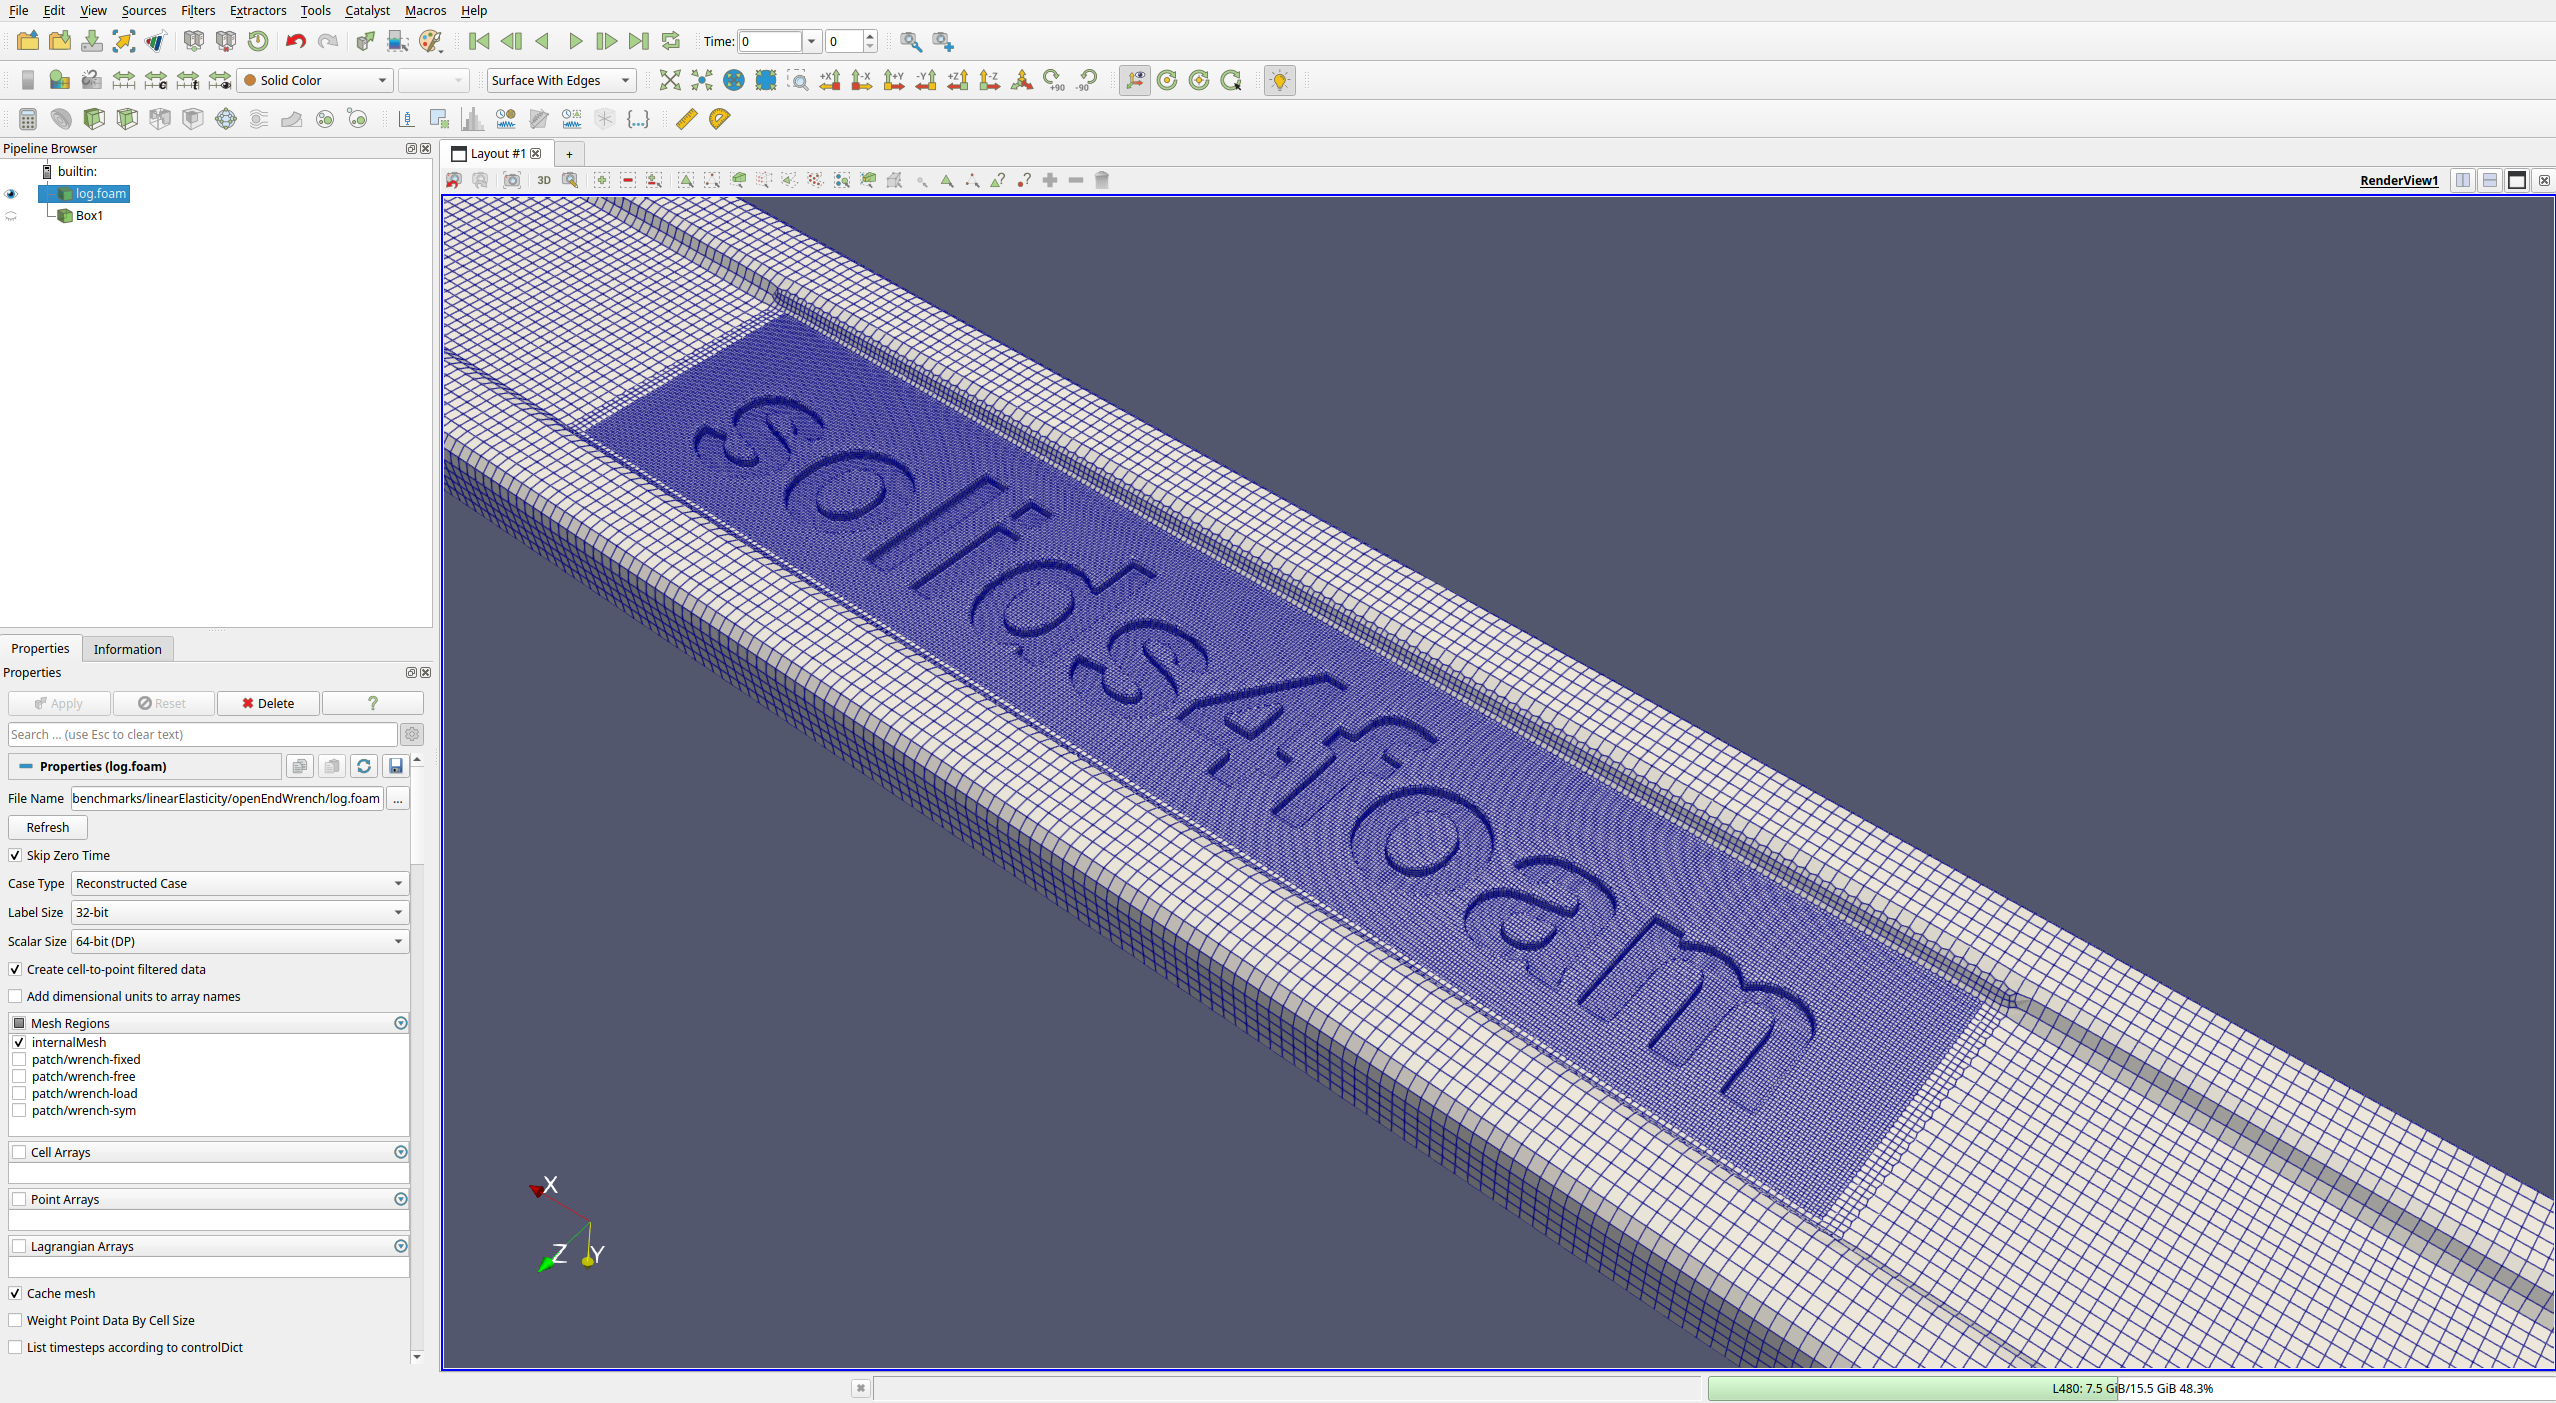 File Edit View Sources Filters Extractors Tools Catalyst Macros Help
Time: 0 0
Solid Color Surface With Edges +X -X +Y -Y +Z -Z +90 -90
Pipeline Browser
builtin:
log.foam
Box1
Layout #1 +
3D RenderView1
solids4foam
X
Z Y
Properties Information
Properties
Apply Reset Delete ?
Search ... (use Esc to clear text)
Properties (log.foam)
File Name benchmarks/linearElasticity/openEndWrench/log.foam ...
Refresh
Skip Zero Time
Case Type Reconstructed Case
Label Size 32-bit
Scalar Size 64-bit (DP)
Create cell-to-point filtered data
Add dimensional units to array names
Mesh Regions
internalMesh
patch/wrench-fixed
patch/wrench-free
patch/wrench-load
patch/wrench-sym
Cell Arrays
Point Arrays
Lagrangian Arrays
Cache mesh
Weight Point Data By Cell Size
List timesteps according to controlDict
L480: 7.5 GiB/15.5 GiB 48.3%